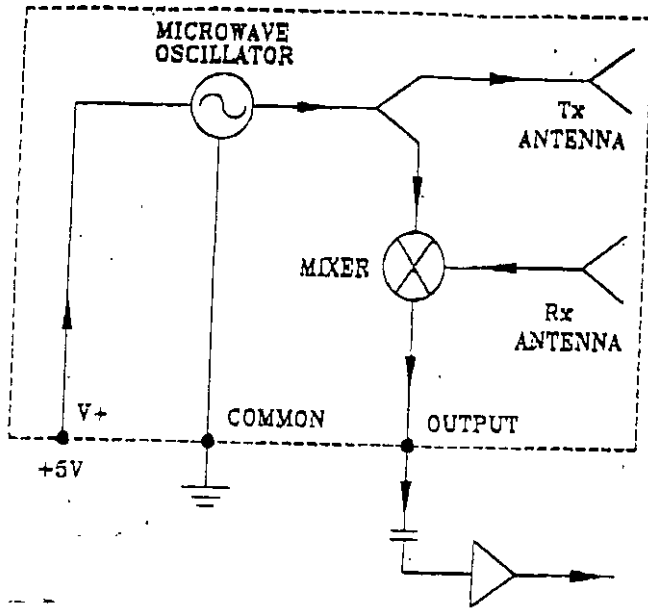 MICROWAVE
OSCILLATOR
Tx
ANTENNA
MIXER
Rx
ANTENNA
V+
COMMON
OUTPUT
+5V